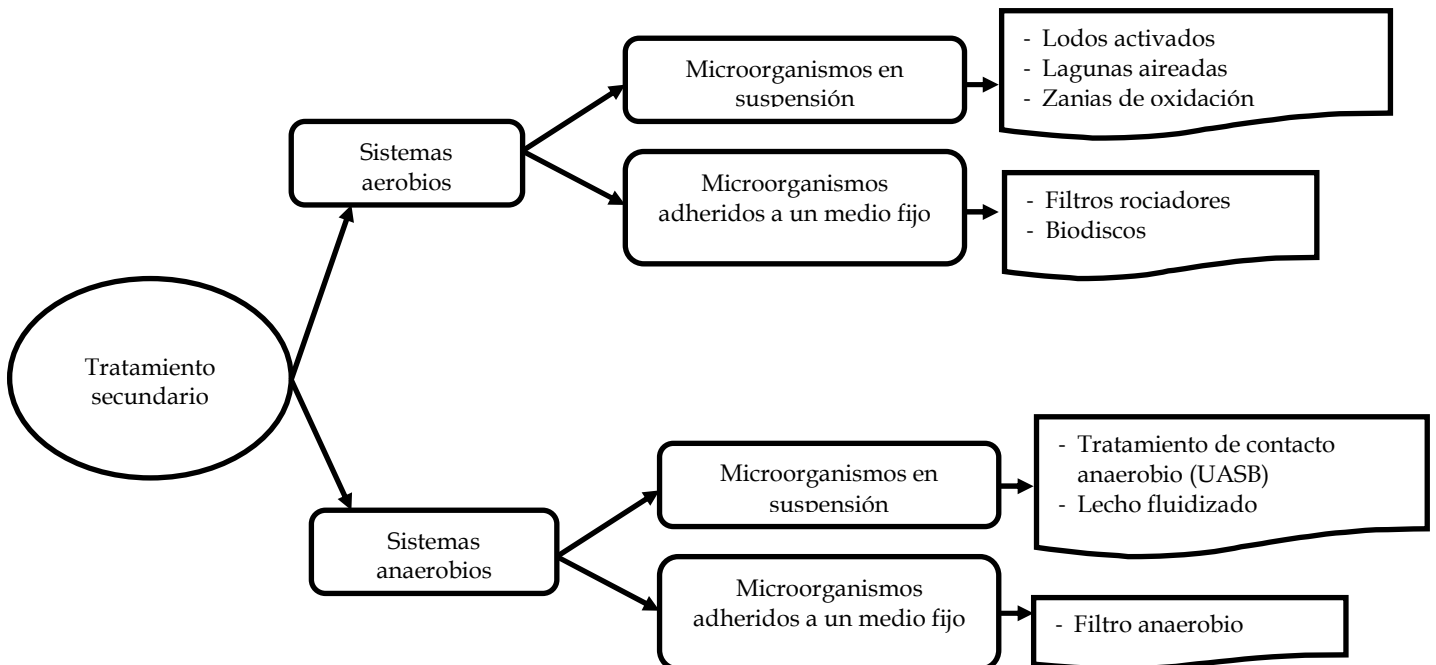 Tratamiento
secundario
Sistemas
aerobios
Microorganismos en
suspensión
- Lodos activados
- Lagunas aireadas
- Zanjas de oxidación
Microorganismos
adheridos a un medio fijo
- Filtros rociadores
- Biodiscos
Sistemas
anaerobios
Microorganismos en
suspensión
- Tratamiento de contacto
anaerobio (UASB)
- Lecho fluidizado
Microorganismos
adheridos a un medio fijo
- Filtro anaerobio